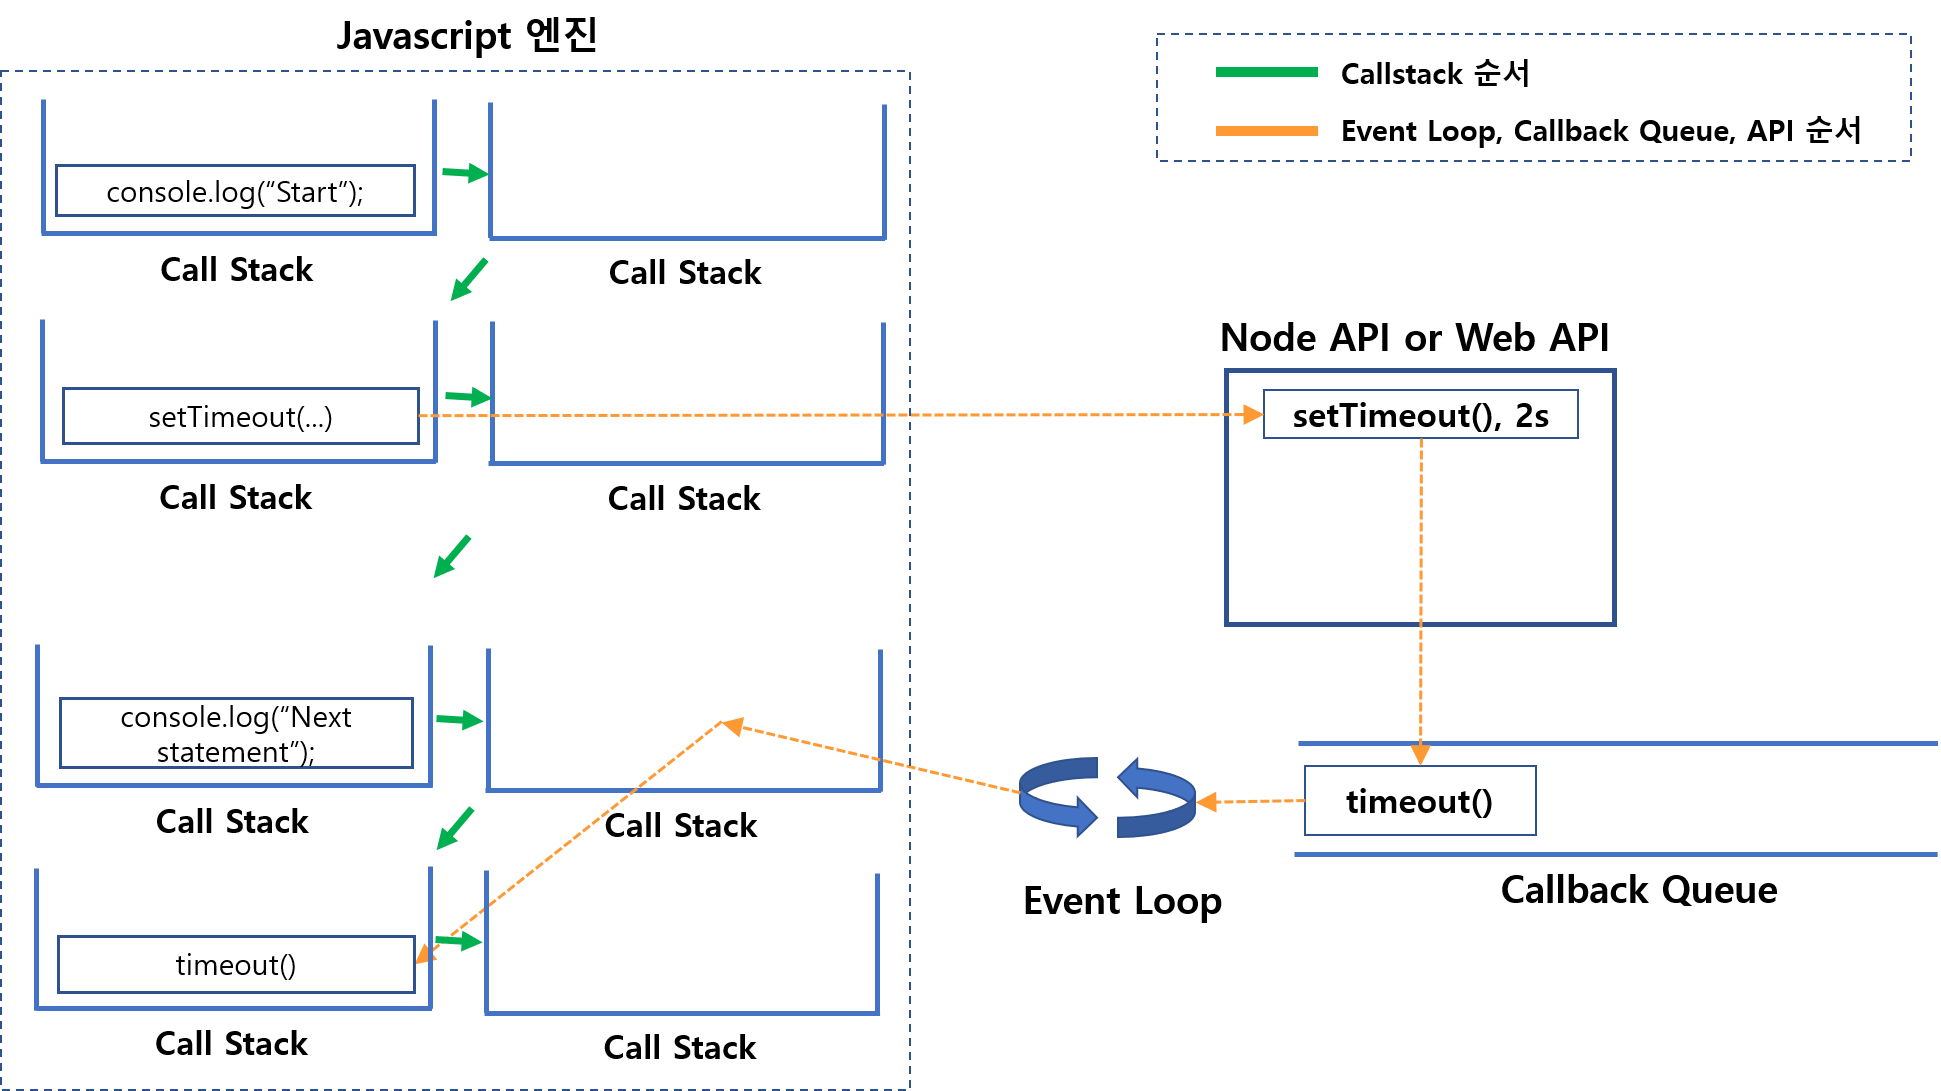 Javascript 엔진
Callstack 순서
Event Loop, Callback Queue, API 순서
console.log(“Start”);
Call Stack
Call Stack
setTimeout(...)
Call Stack
Call Stack
Node API or Web API
setTimeout(), 2s
console.log(“Next
statement”);
Call Stack
Call Stack
timeout()
Call Stack
Call Stack
Event Loop
timeout()
Callback Queue